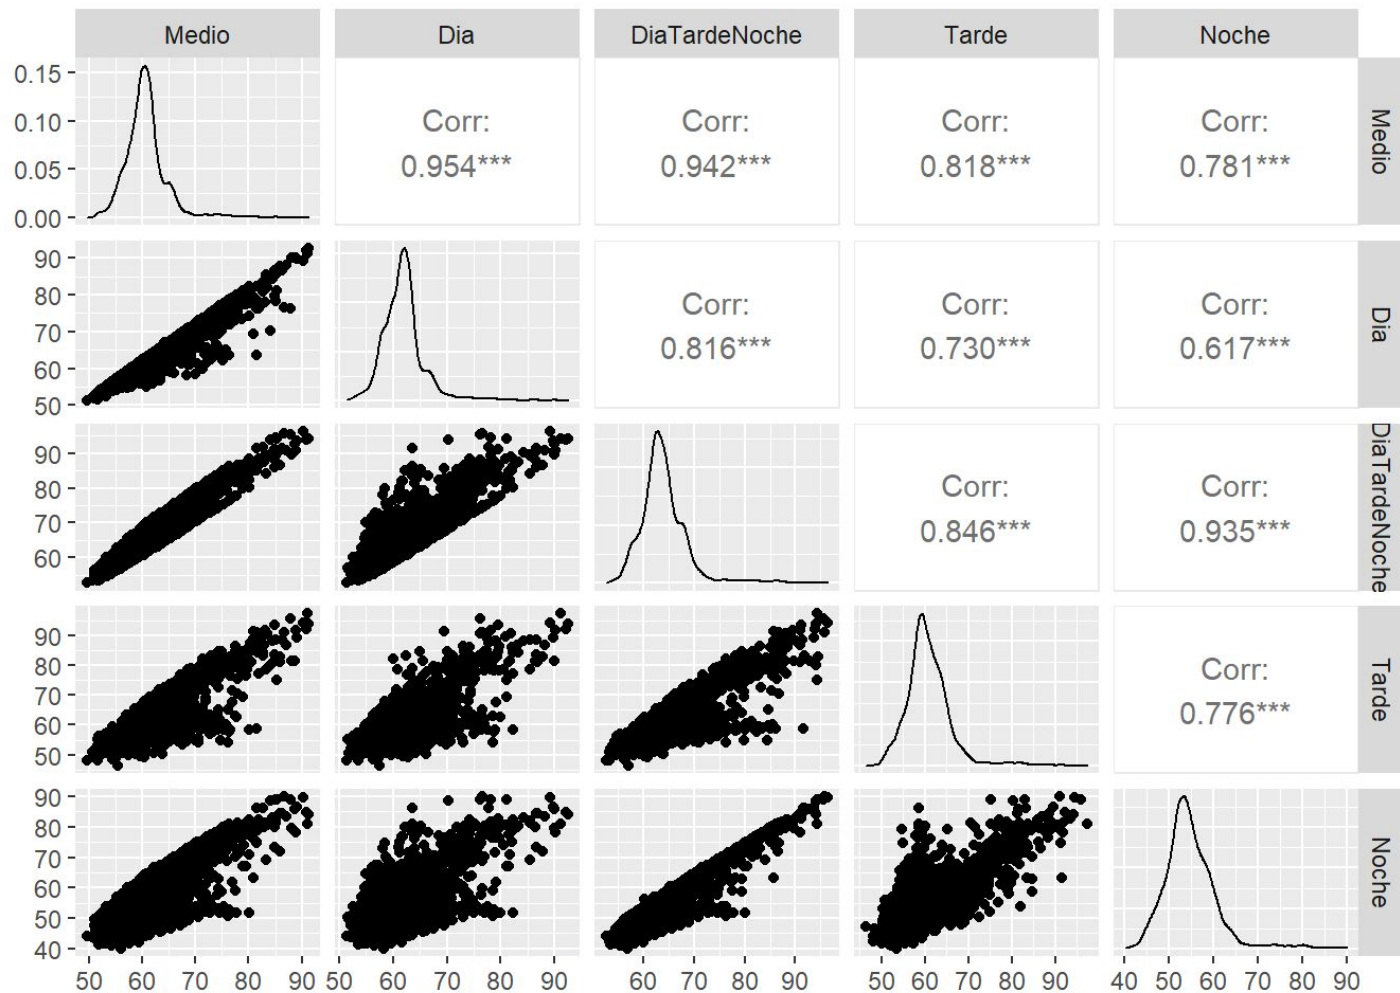 Medio Dia DiaTardeNoche Tarde Noche
0.15
0.10
0.05
0.00
Corr:
0.954***
Corr:
0.942***
Corr:
0.818***
Corr:
0.781***
Medio
90
80
70
60
50
Corr:
0.816***
Corr:
0.730***
Corr:
0.617***
Dia
90
80
70
60
Corr:
0.846***
Corr:
0.935***
DiaTardeNoche
90
80
70
60
50
Corr:
0.776***
Tarde
90
80
70
60
50
40
Noche
50 60 70 80 90 50 60 70 80 90 60 70 80 90 50 60 70 80 90 40 50 60 70 80 90